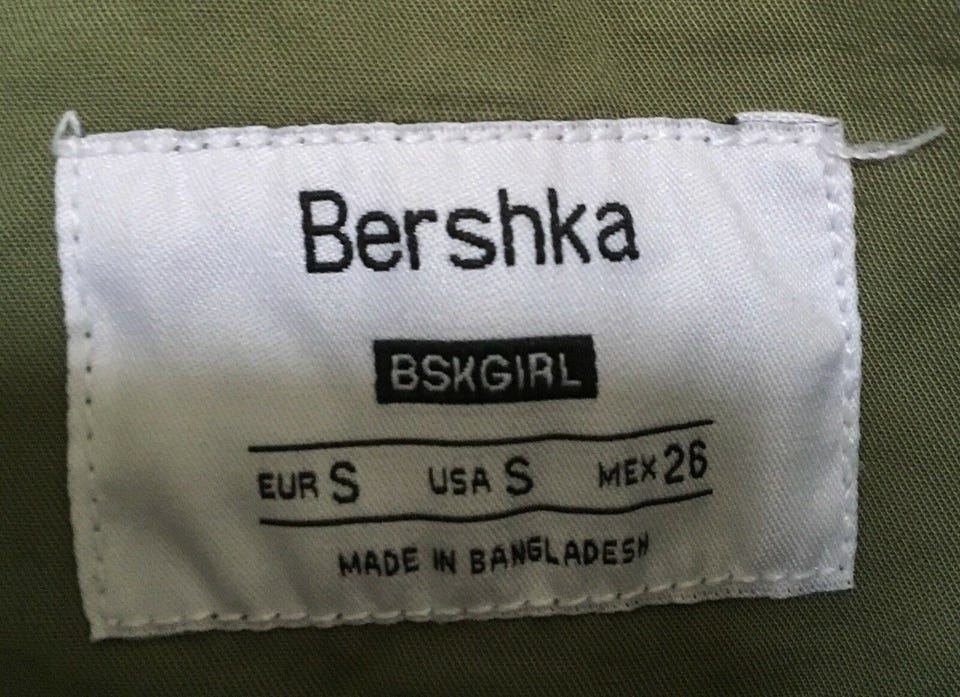 Bershka
BSKGIRL
EUR S USA S MEX 26
MADE IN BANGLADESH